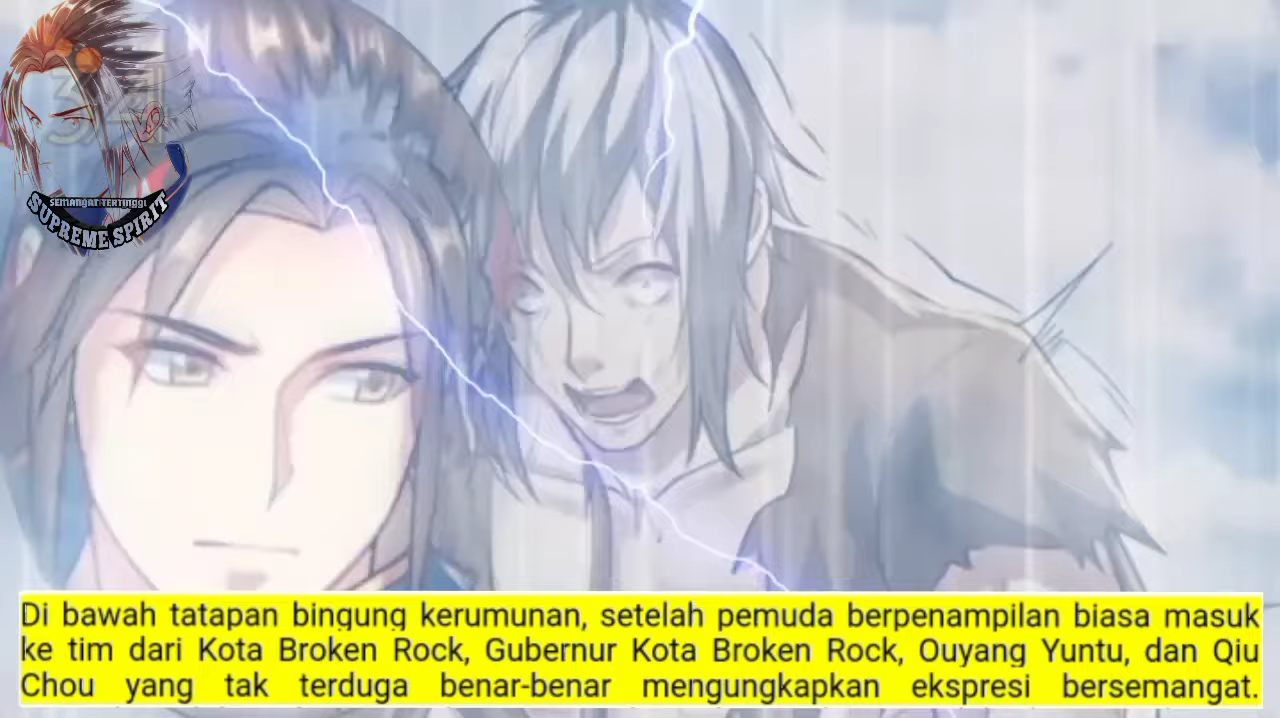 SEMANGAT TERTINGGI
SUPREME SPIRIT
Di bawah tatapan bingung kerumunan, setelah pemuda berpenampilan biasa masuk
ke tim dari Kota Broken Rock, Gubernur Kota Broken Rock, Ouyang Yuntu, dan Qiu
Chou yang tak terduga benar-benar mengungkapkan ekspresi bersemangat.